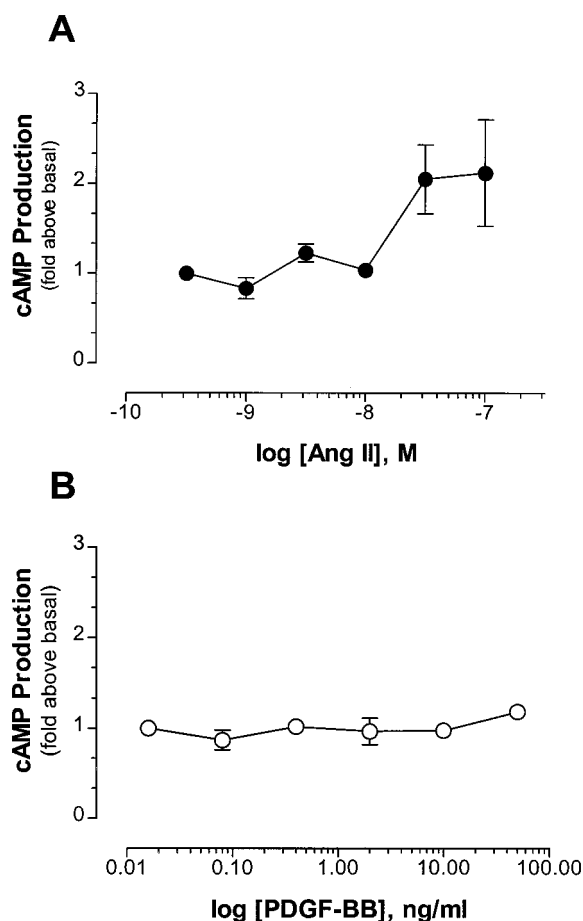 A
cAMP Production
(fold above basal)
3
2
1
0
-10 -9 -8 -7
log [Ang II], M
B
cAMP Production
(fold above basal)
3
2
1
0
0.01 0.10 1.00 10.00 100.00
log [PDGF-BB], ng/ml